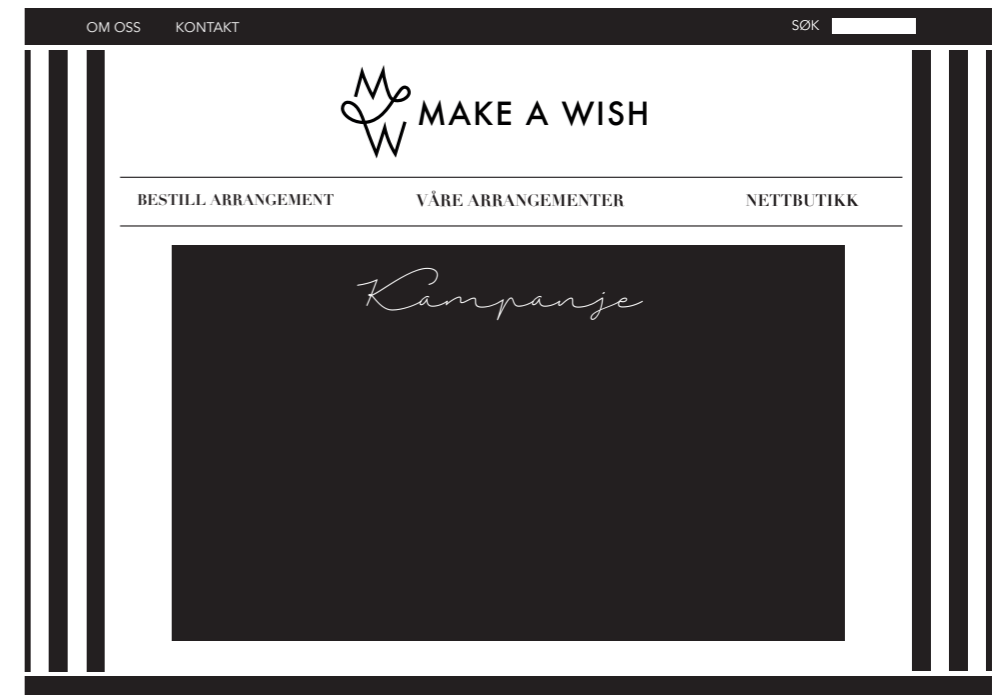 OM OSS KONTAKT SØK
MW MAKE A WISH
BESTILL ARRANGEMENT VÅRE ARRANGEMENTER NETTBUTIKK
Kampanje